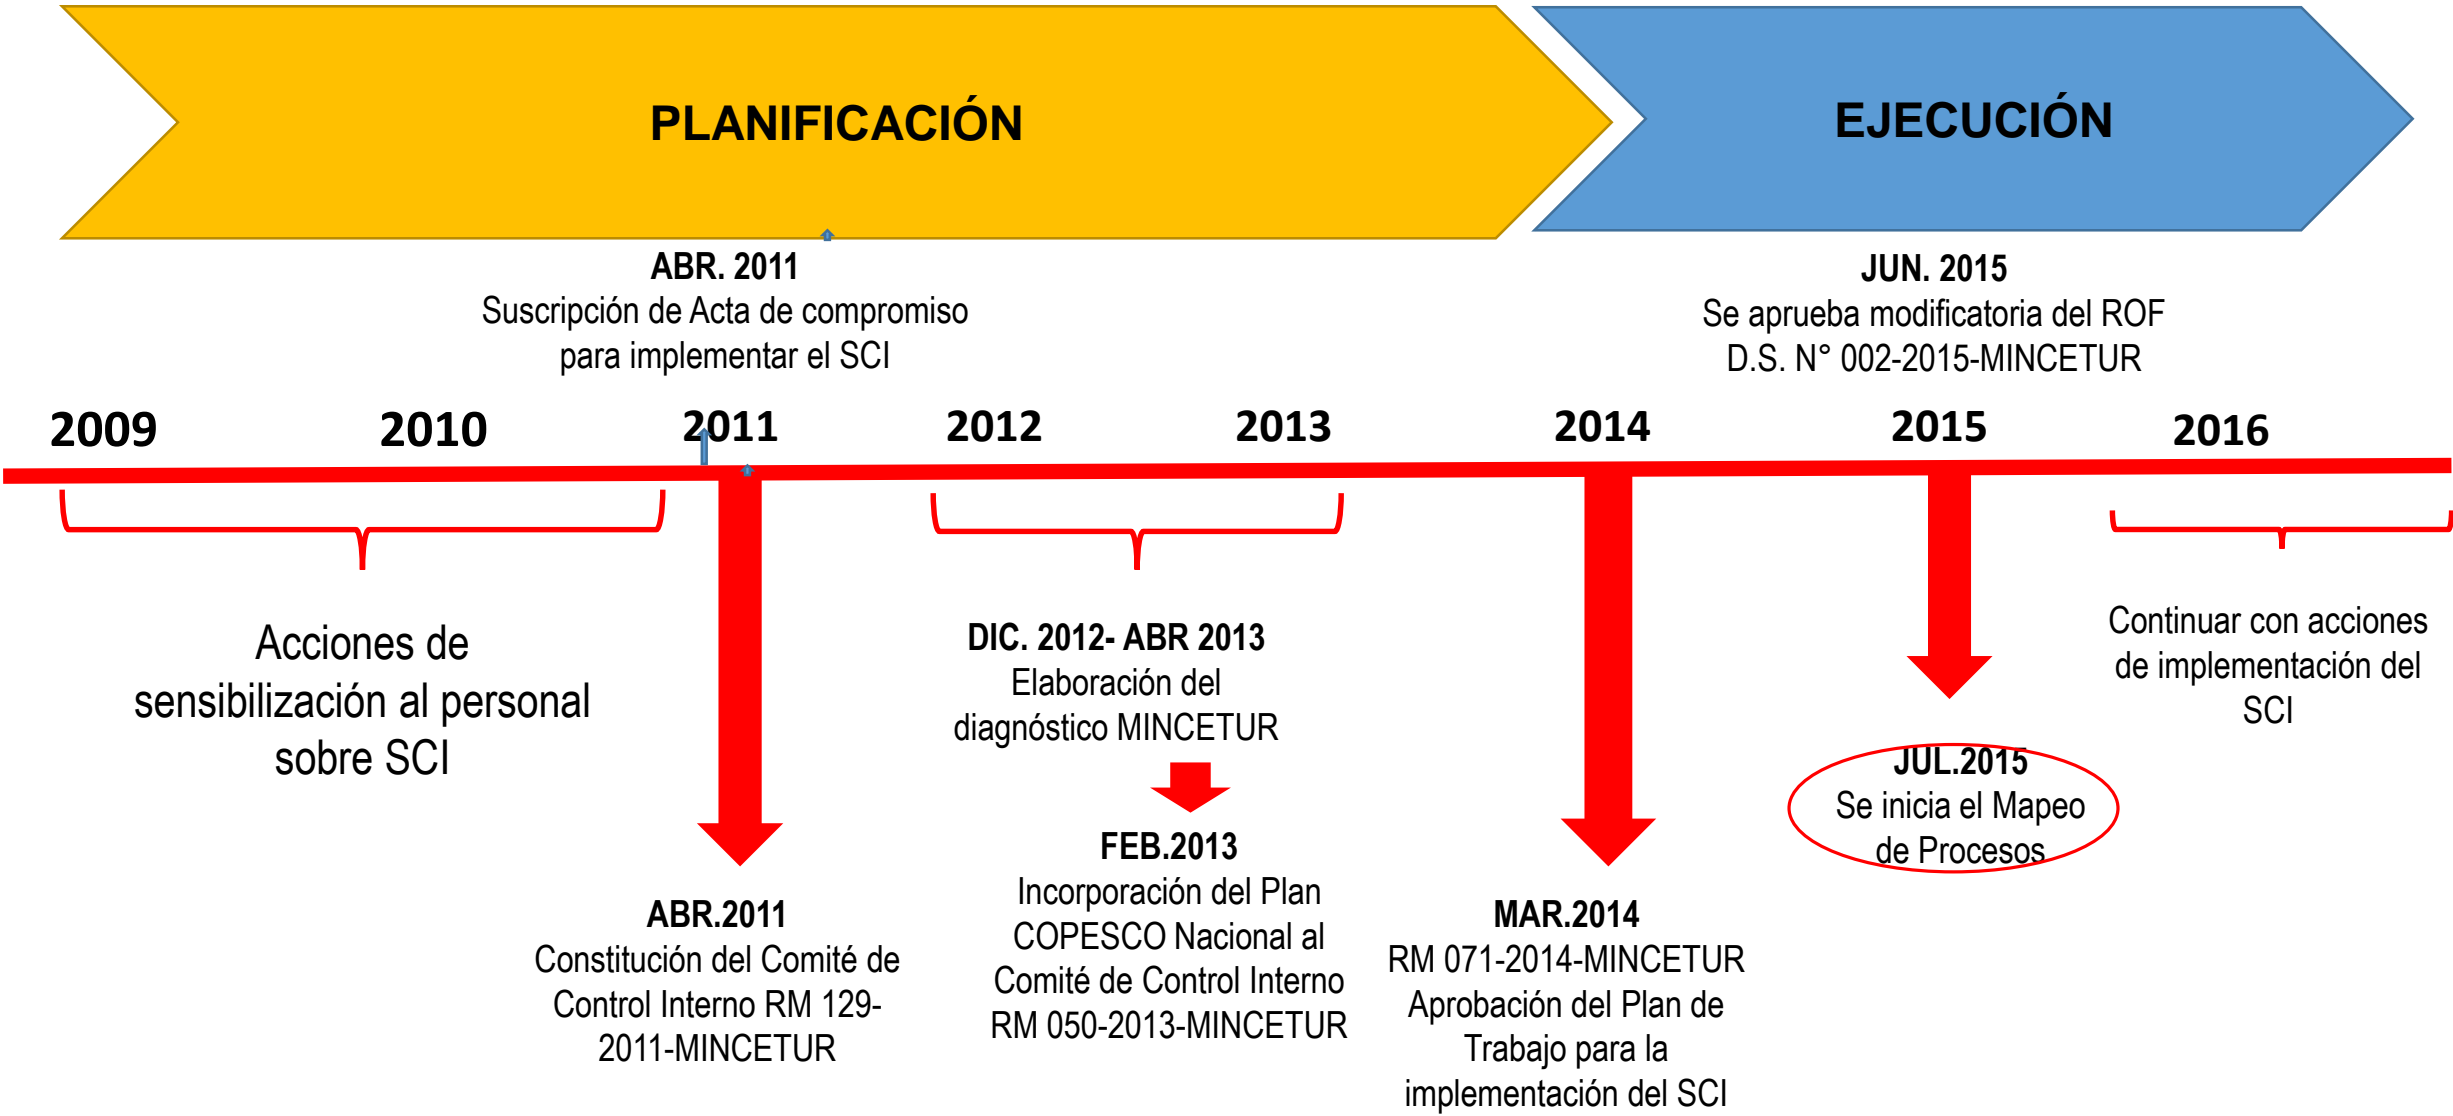 PLANIFICACIÓN
EJECUCIÓN
ABR. 2011
Suscripción de Acta de compromiso
para implementar el SCI
JUN. 2015
Se aprueba modificatoria del ROF
D.S. N° 002-2015-MINCETUR
2009
2010
2011
2012
2013
2014
2015
2016
Acciones de
sensibilización al personal
sobre SCI
ABR.2011
Constitución del Comité de
Control Interno RM 129-
2011-MINCETUR
DIC. 2012- ABR 2013
Elaboración del
diagnóstico MINCETUR
FEB.2013
Incorporación del Plan
COPESCO Nacional al
Comité de Control Interno
RM 050-2013-MINCETUR
MAR.2014
RM 071-2014-MINCETUR
Aprobación del Plan de
Trabajo para la
implementación del SCI
JUL.2015
Se inicia el Mapeo
de Procesos
Continuar con acciones
de implementación del
SCI